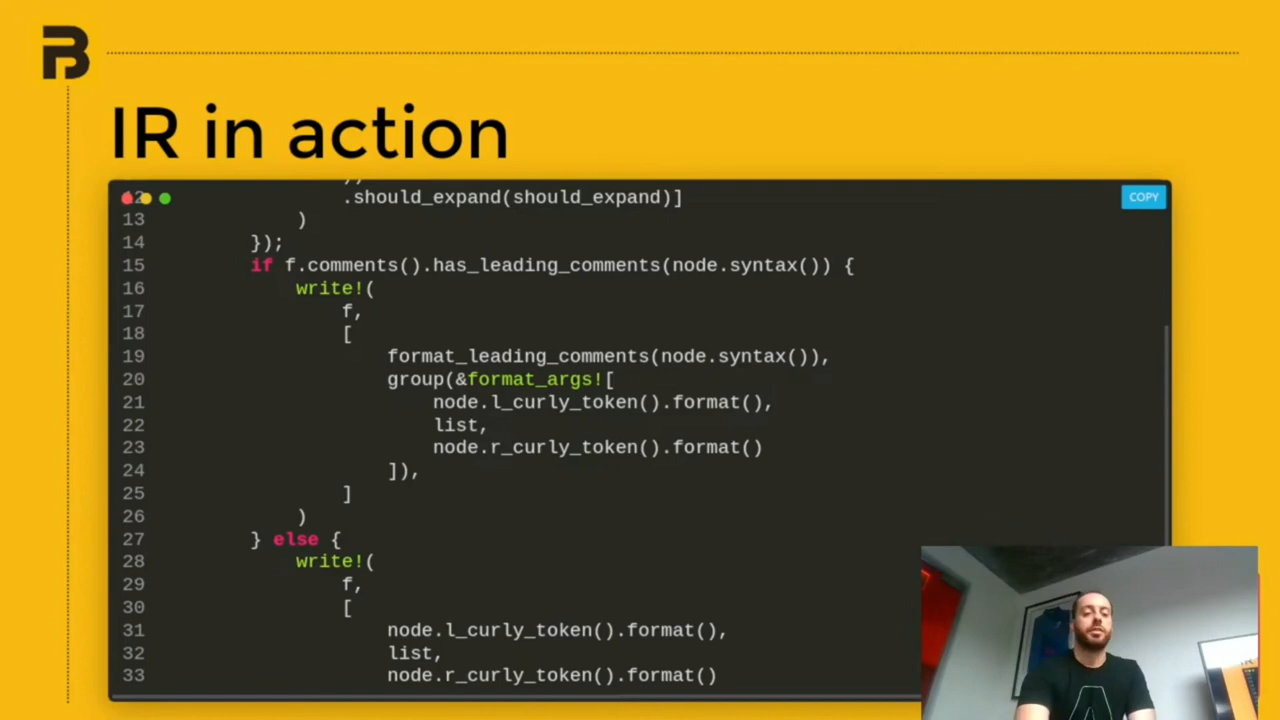 B
IR in action
COPY
12 .should_expand(should_expand)]
13 )
14 });
15 if f.comments().has_leading_comments(node.syntax()) {
16 write!(
17 f,
18 [
19 format_leading_comments(node.syntax()),
20 group(&format_args![
21 node.l_curly_token().format(),
22 list,
23 node.r_curly_token().format()
24 ]),
25 ]
26 )
27 } else {
28 write!(
29 f,
30 [
31 node.l_curly_token().format(),
32 list,
33 node.r_curly_token().format()